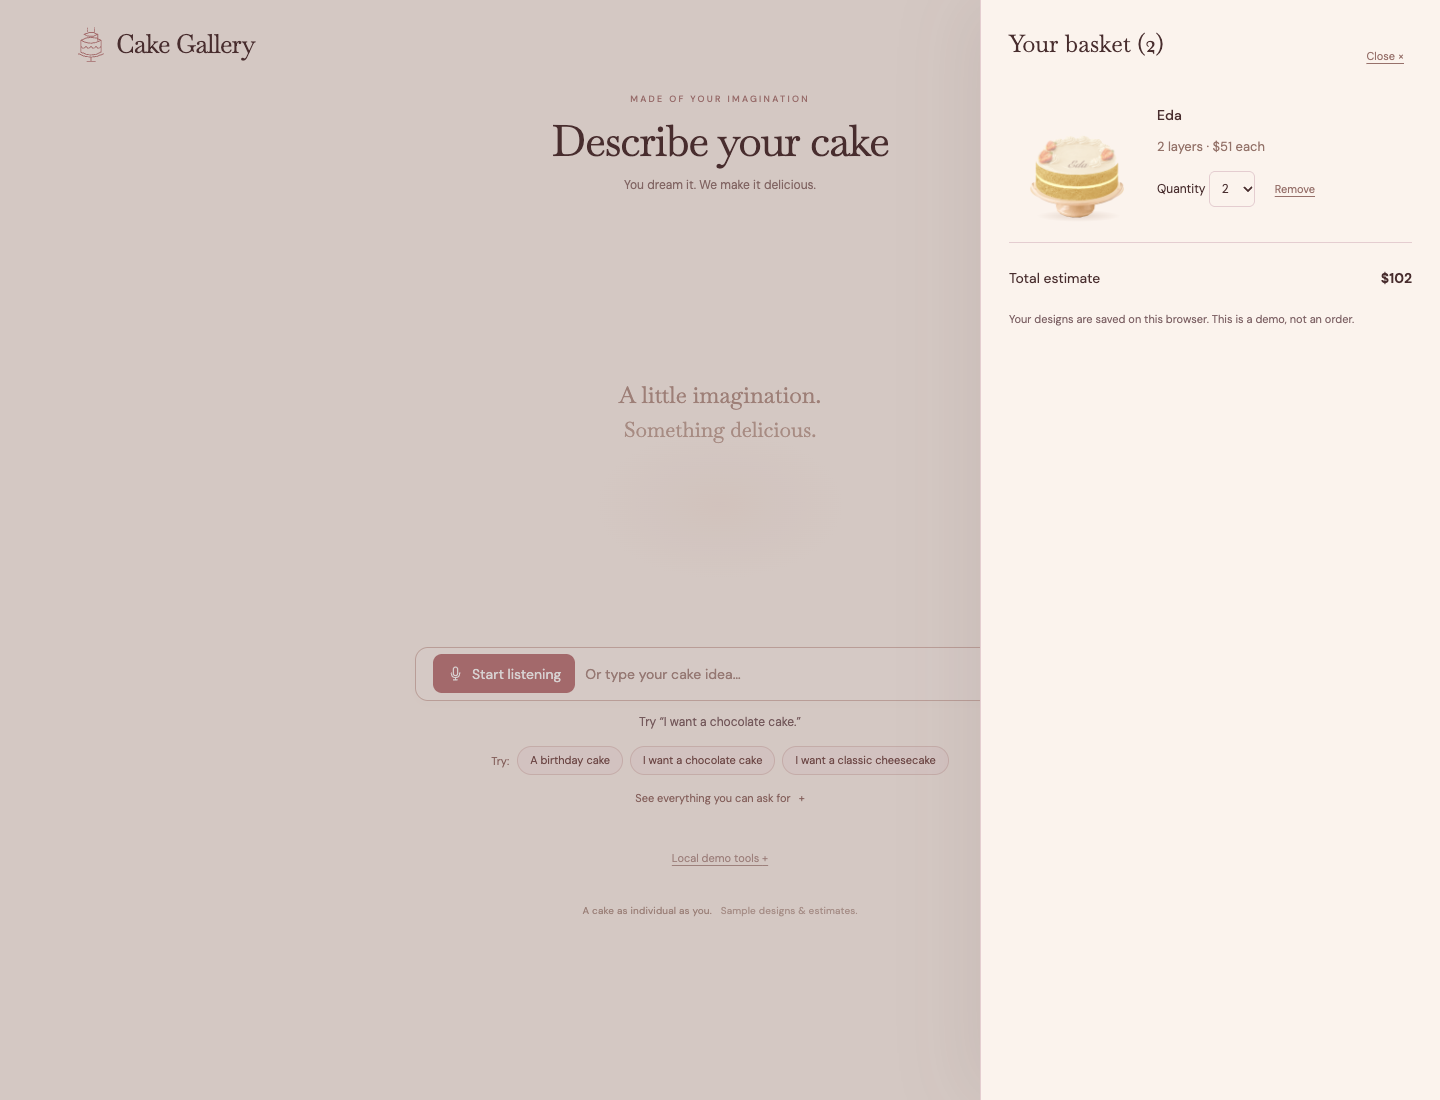 Cake Gallery
MADE OF YOUR IMAGINATION
Describe your cake
You dream it. We make it delicious.
A little imagination.
Something delicious.
Start listening
Or type your cake idea…
Try “I want a chocolate cake.”
Try:
A birthday cake
I want a chocolate cake
I want a classic cheesecake
See everything you can ask for +
Local demo tools +
A cake as individual as you. Sample designs & estimates.
Your basket (2)
Close ×
Eda
2 layers · $51 each
Quantity 2 Remove
Total estimate $102
Your designs are saved on this browser. This is a demo, not an order.